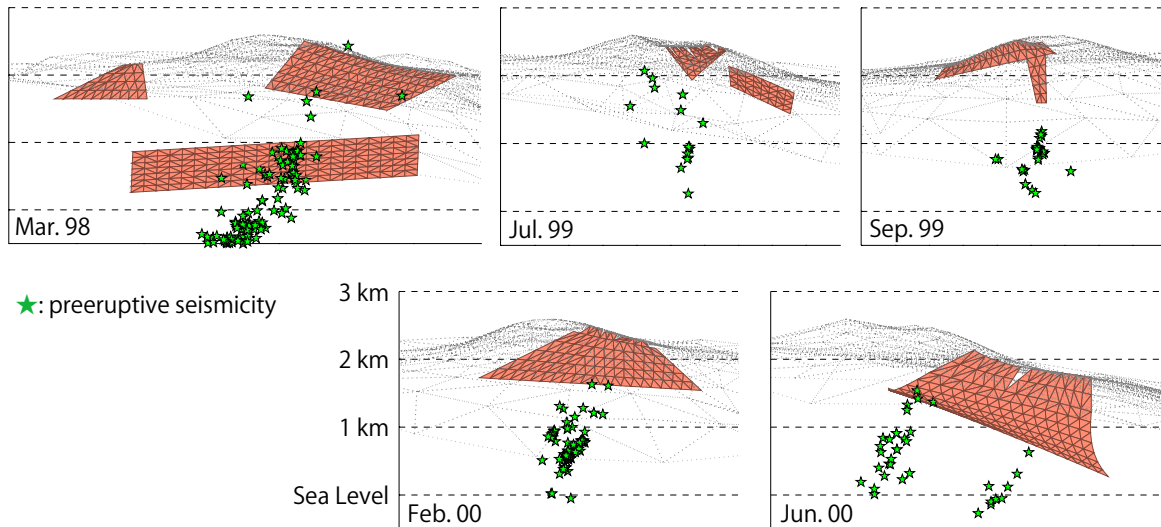 Mar. 98
Jul. 99
Sep. 99
★: preeruptive seismicity
3 km
2 km
1 km
Sea Level
Feb. 00
Jun. 00